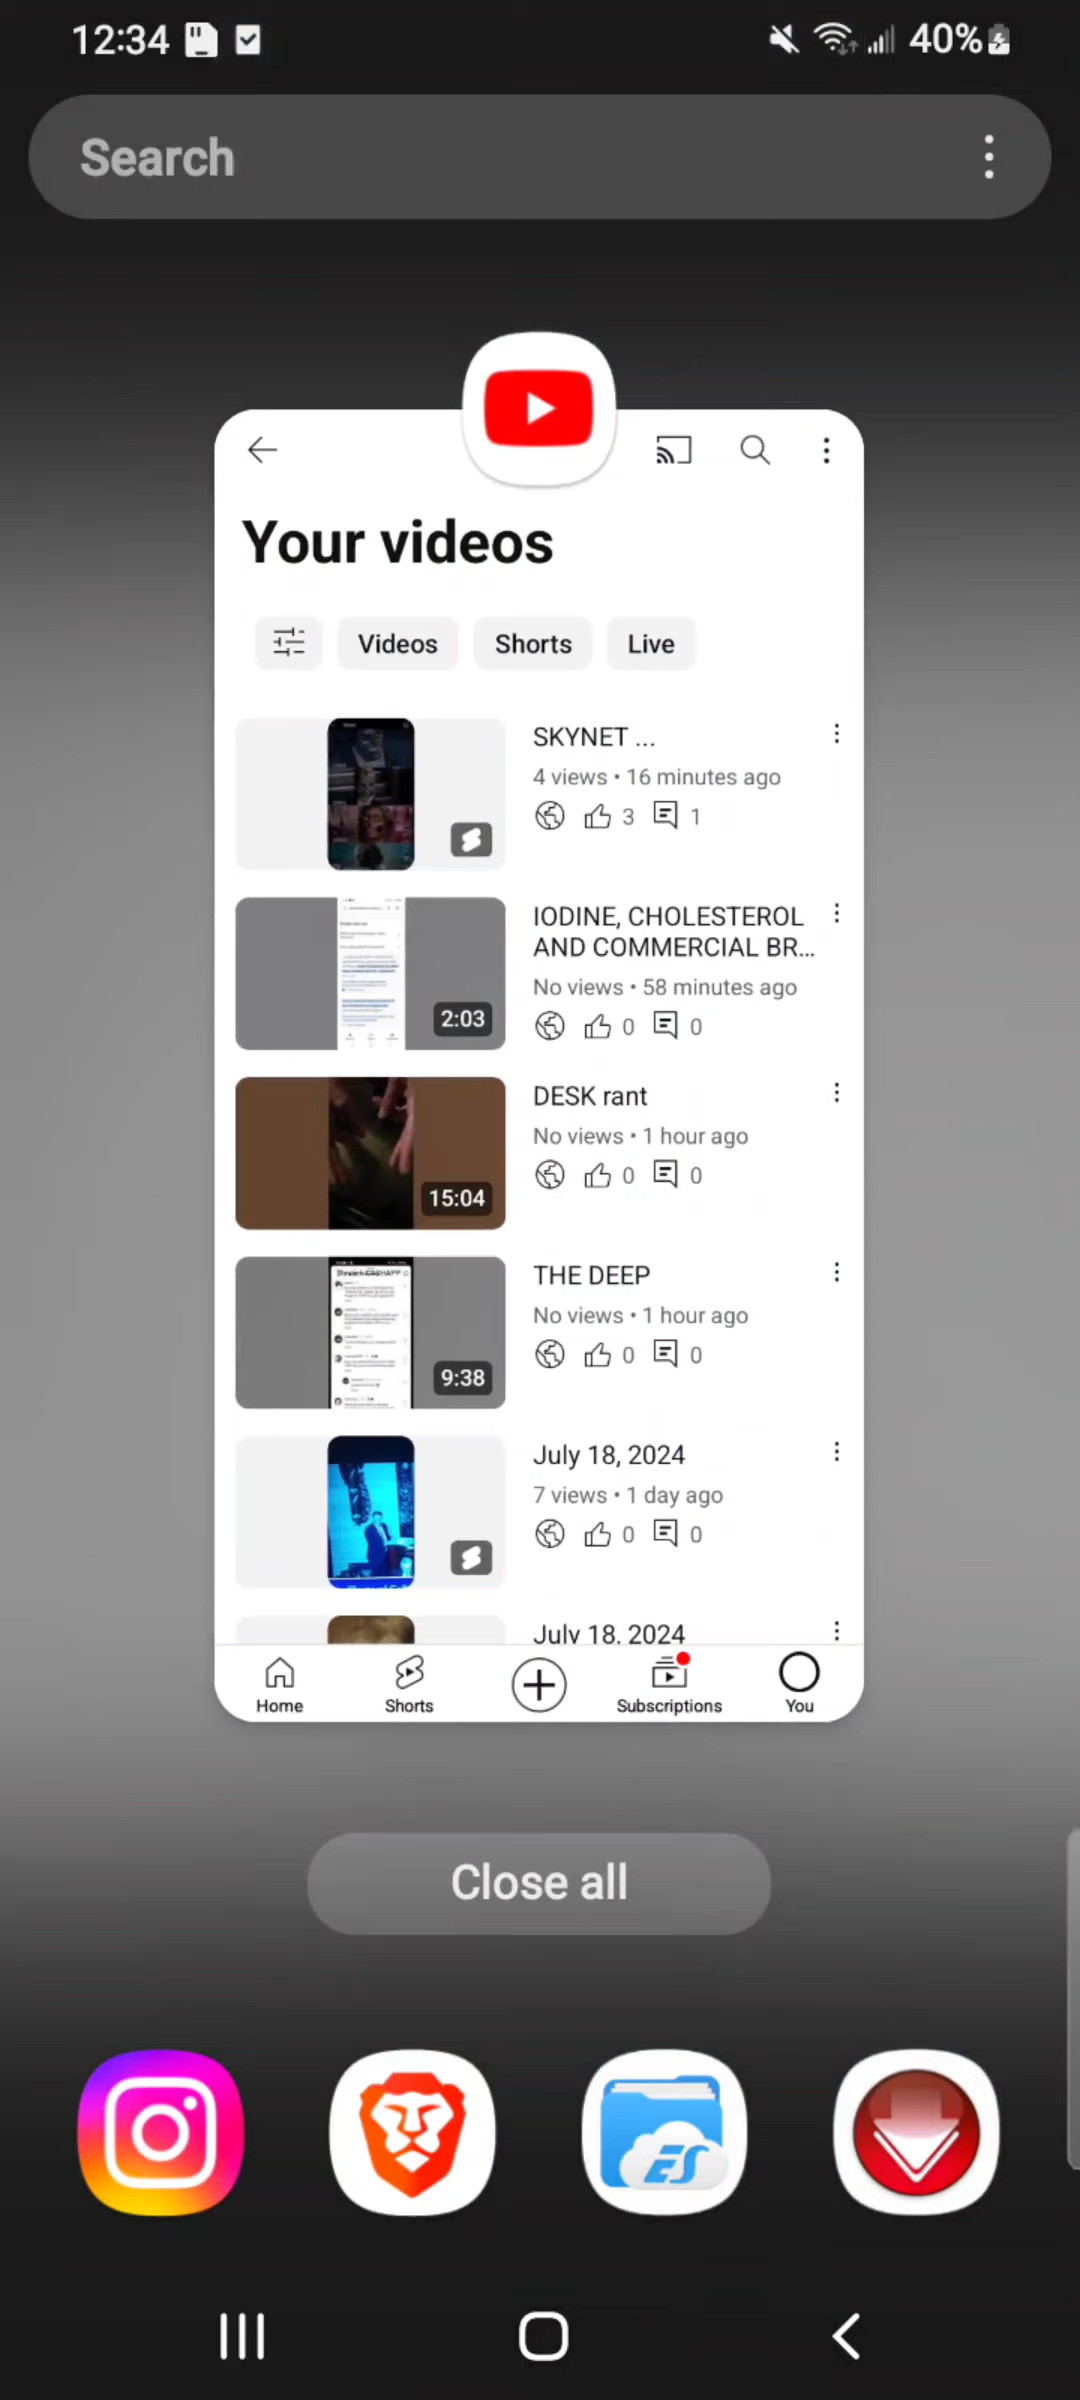 12:34
40%
Search
Your videos
Videos
Shorts
Live
SKYNET ...
4 views • 16 minutes ago
3
1
2:03
IODINE, CHOLESTEROL
AND COMMERCIAL BR...
No views • 58 minutes ago
0
0
15:04
DESK rant
No views • 1 hour ago
0
0
9:38
THE DEEP
No views • 1 hour ago
0
0
July 18, 2024
7 views • 1 day ago
0
0
July 18, 2024
Home
Shorts
Subscriptions
You
Close all
ES